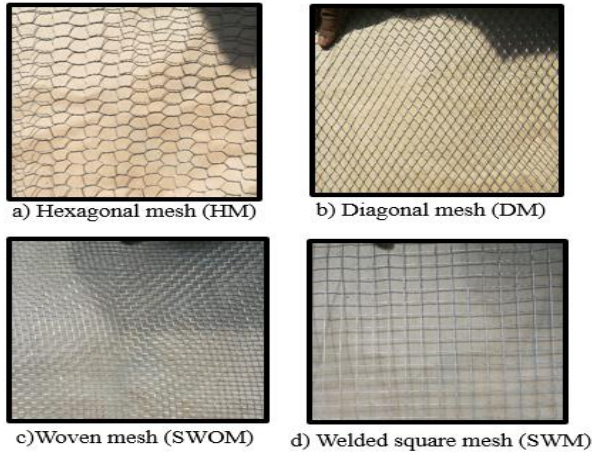 a) Hexagonal mesh (HM)
b) Diagonal mesh (DM)
c)Woven mesh (SWOM)
d) Welded square mesh (SWM)